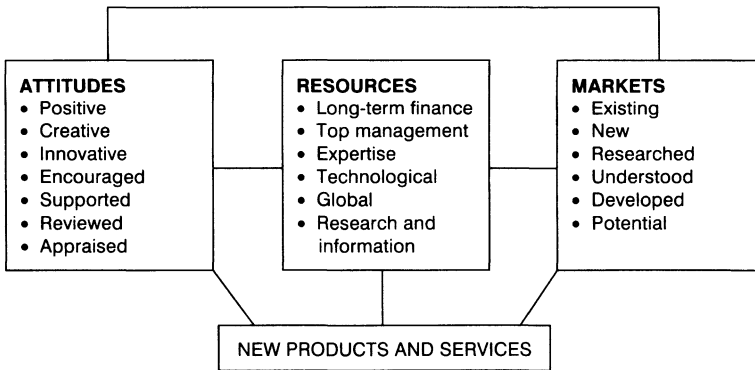 ATTITUDES
• Positive
• Creative
• Innovative
• Encouraged
• Supported
• Reviewed
• Appraised
RESOURCES
• Long-term finance
• Top management
• Expertise
• Technological
• Global
• Research and
information
MARKETS
• Existing
• New
• Researched
• Understood
• Developed
• Potential
NEW PRODUCTS AND SERVICES